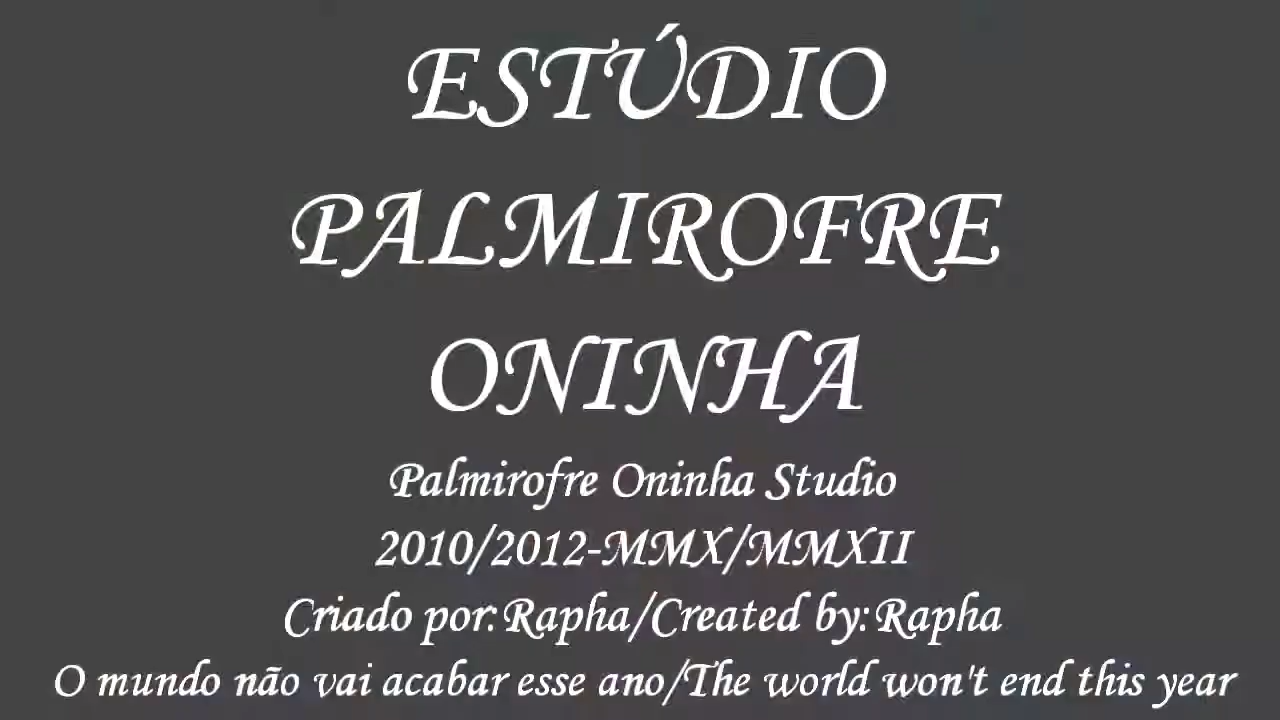 ESTÚDIO
PALMIROFRE
ONINHA
Palmirofre Oninha Studio
2010/2012-MMX/MMXII
Criado por:Rapha/Created by:Rapha
O mundo não vai acabar esse ano/The world won't end this year